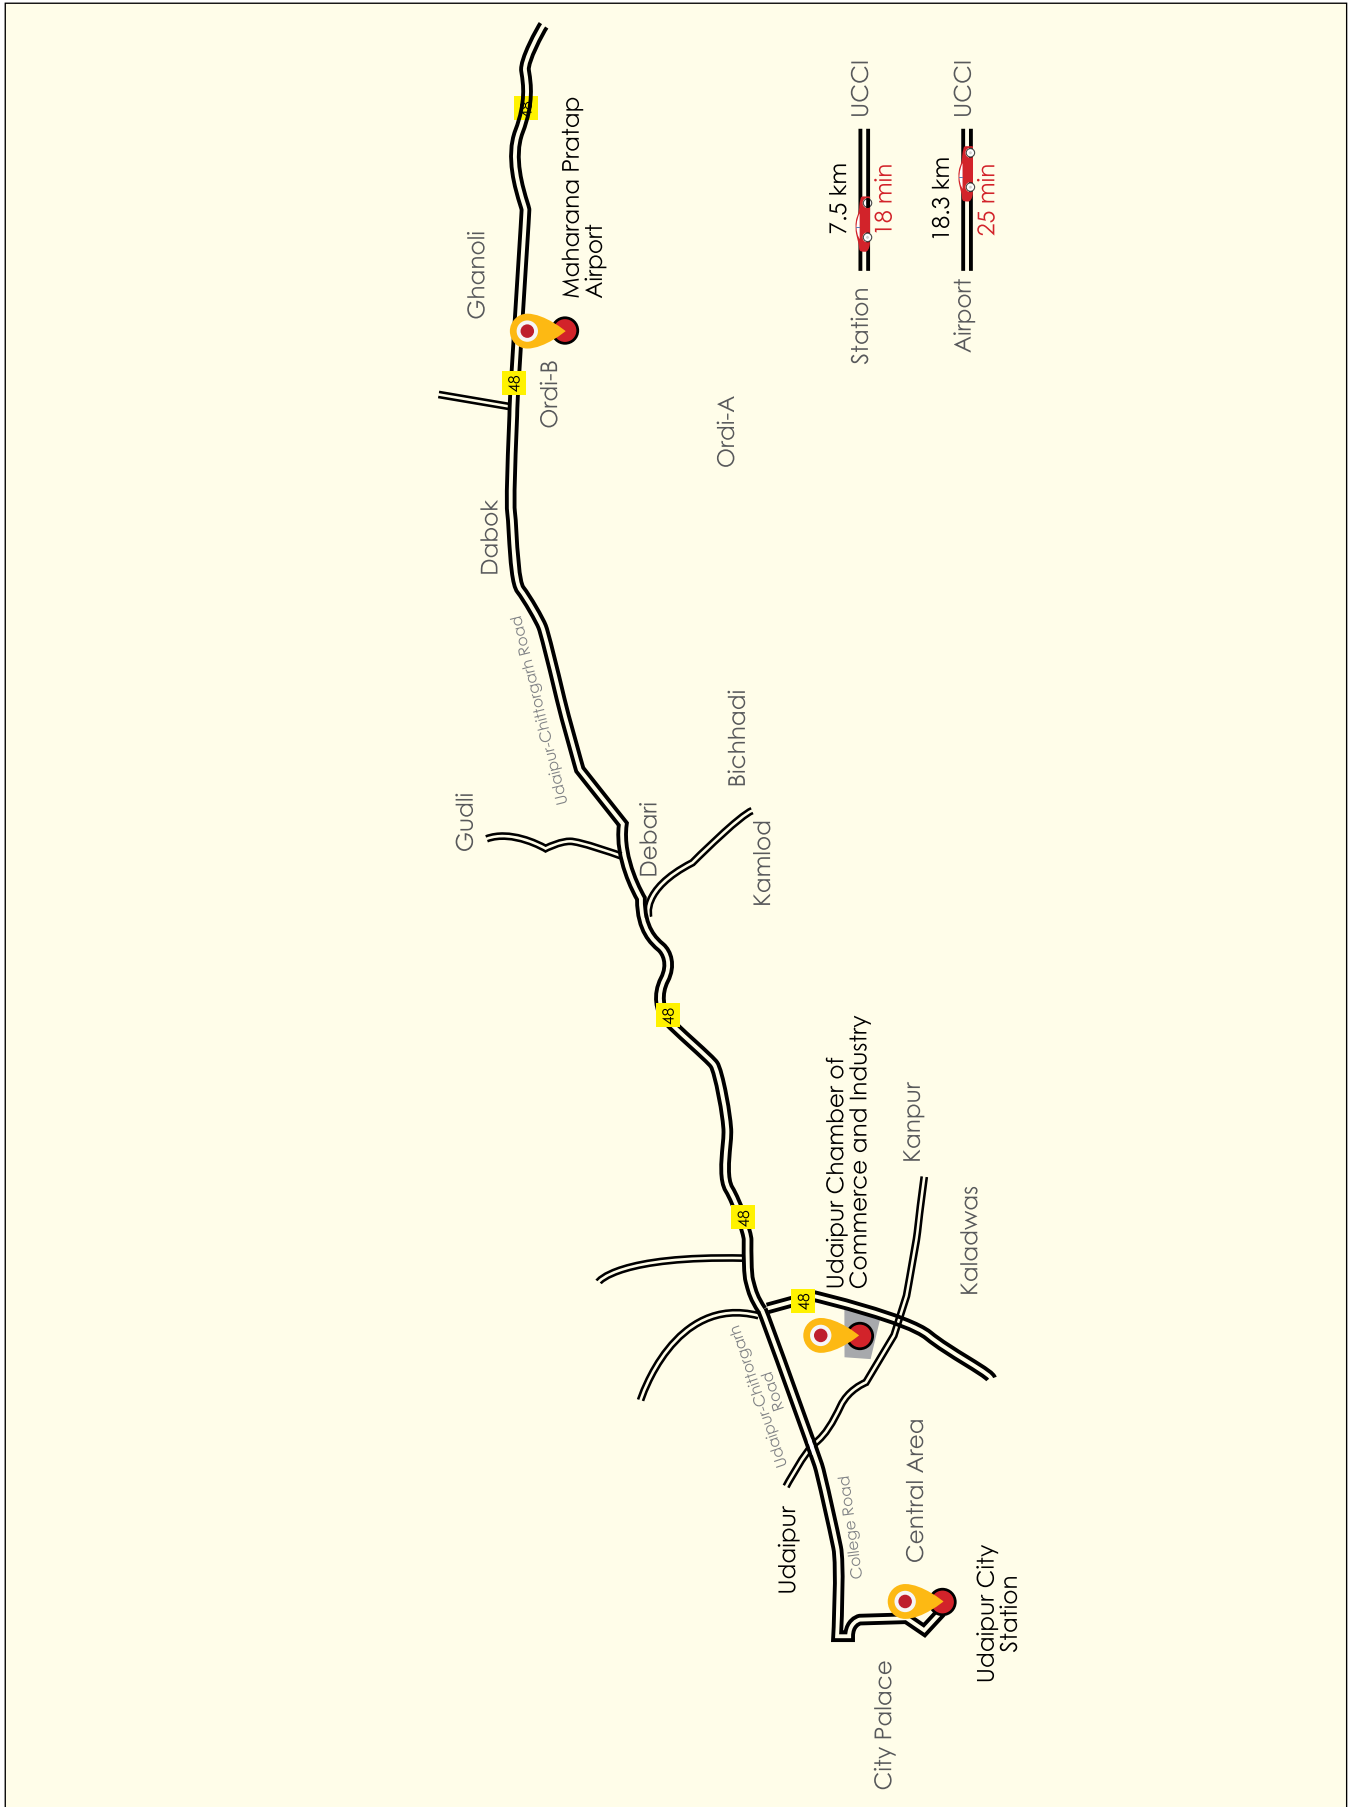 Gudli
Ghanoli
Dabok
48
48
Udaipur-Chittorgarh Road
Ordi-B
Maharana Pratap
Airport
Debari
48
Ordi-A
Bichhadi
48
Kamlod
Udaipur-Chittorgarh
Road
Udaipur
48
Udaipur Chamber of
Commerce and Industry
College Road
7.5 km
Station UCCI
18 min
City Palace
Central Area
Kanpur
18.3 km
Airport UCCI
25 min
Kaladwas
Udaipur City
Station